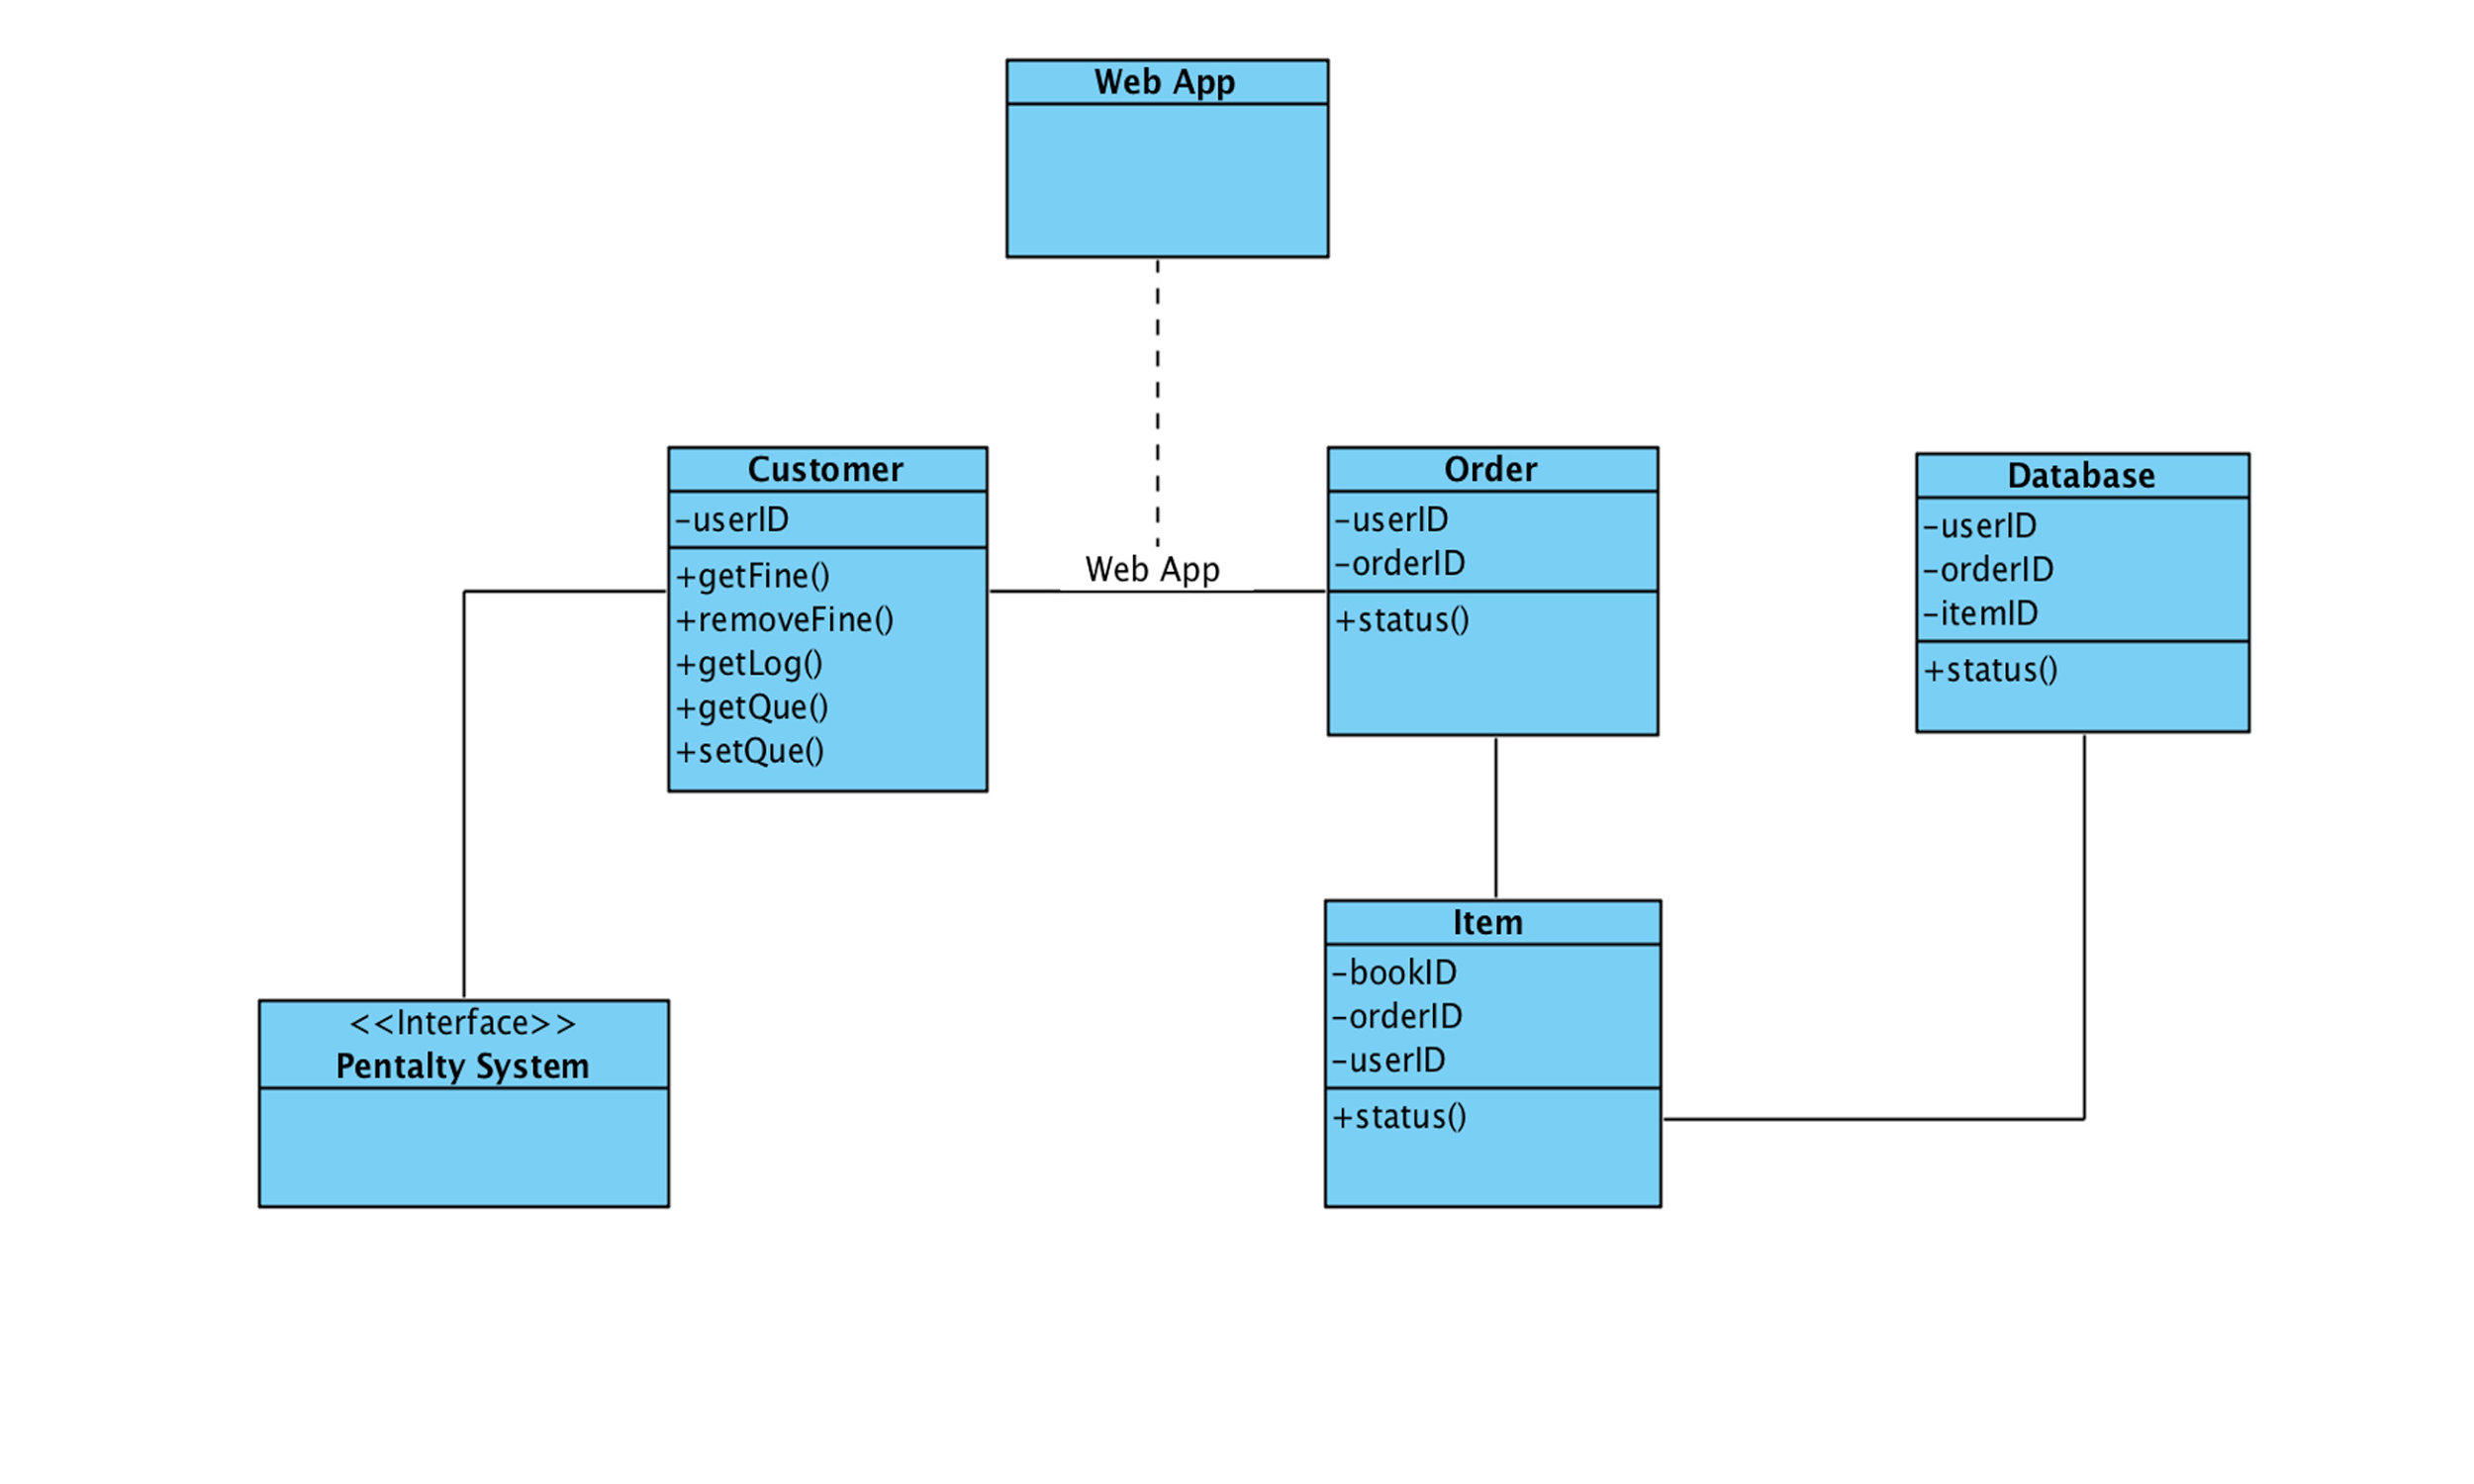 Web App
Web App
Customer
-userID
+getFine()
+removeFine()
+getLog()
+getQue()
+setQue()
Order
-userID
-orderID
+status()
Database
-userID
-orderID
-itemID
+status()
<<Interface>>
Pentalty System
Item
-bookID
-orderID
-userID
+status()